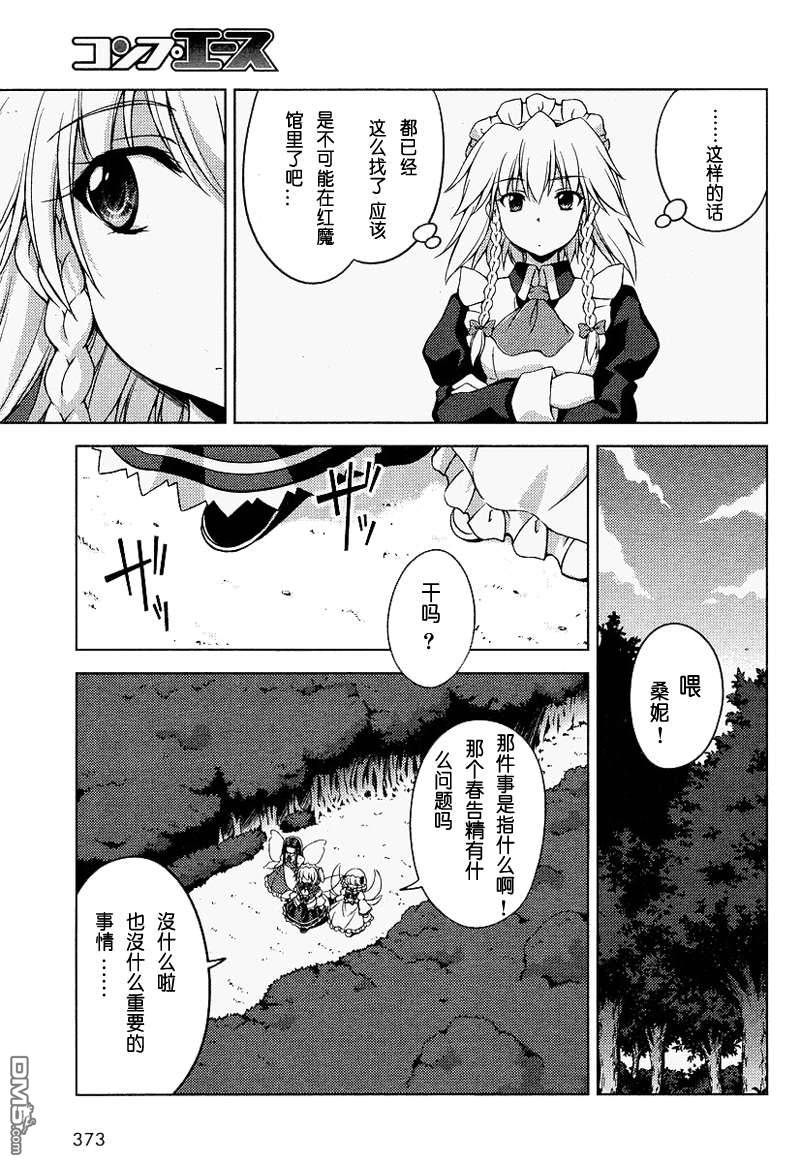 コンプエース
……这样的话
都已经
这么找了 应该
是不可能在红魔
馆里了吧
……
喂
桑妮！
干吗？
那件事是指什么啊！
那个春告精有什
么问题吗
沒什么啦
也沒什么重要的
事情……
ザッ
ザッ
373
DM5.com